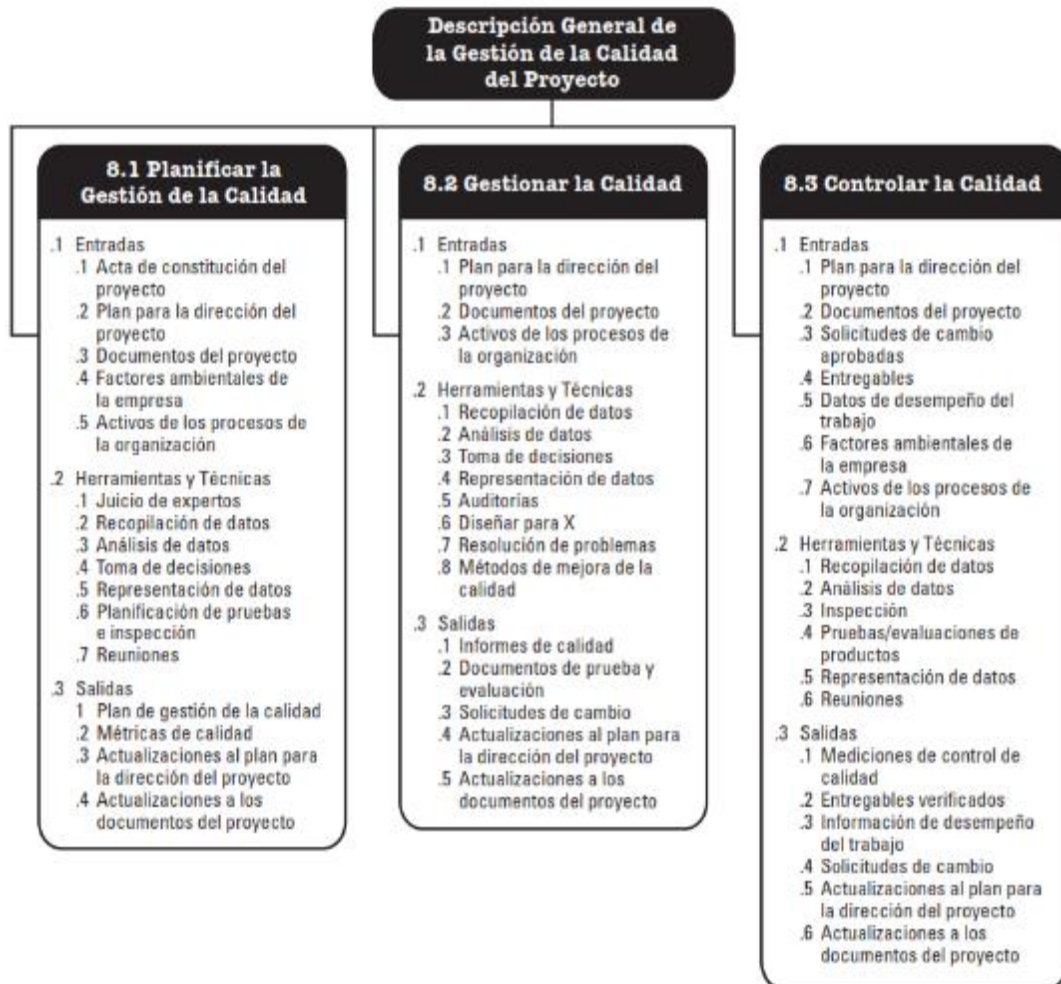 Descripción General de
la Gestión de la Calidad
del Proyecto
8.1 Planificar la
Gestión de la Calidad
.1 Entradas
.1 Acta de constitución del
proyecto
.2 Plan para la dirección del
proyecto
.3 Documentos del proyecto
.4 Factores ambientales de
la empresa
.5 Activos de los procesos de
la organización
.2 Herramientas y Técnicas
.1 Juicio de expertos
.2 Recopilación de datos
.3 Análisis de datos
.4 Toma de decisiones
.5 Representación de datos
.6 Planificación de pruebas
e inspección
.7 Reuniones
.3 Salidas
1 Plan de gestión de la calidad
.2 Métricas de calidad
.3 Actualizaciones al plan para
la dirección del proyecto
.4 Actualizaciones a los
documentos del proyecto
8.2 Gestionar la Calidad
.1 Entradas
.1 Plan para la dirección del
proyecto
.2 Documentos del proyecto
.3 Activos de los procesos de
la organización
.2 Herramientas y Técnicas
.1 Recopilación de datos
.2 Análisis de datos
.3 Toma de decisiones
.4 Representación de datos
.5 Auditorías
.6 Diseñar para X
.7 Resolución de problemas
.8 Métodos de mejora de la
calidad
.3 Salidas
.1 Informes de calidad
.2 Documentos de prueba y
evaluación
.3 Solicitudes de cambio
.4 Actualizaciones al plan para
la dirección del proyecto
.5 Actualizaciones a los
documentos del proyecto
8.3 Controlar la Calidad
.1 Entradas
.1 Plan para la dirección del
proyecto
.2 Documentos del proyecto
.3 Solicitudes de cambio
aprobadas
.4 Entregables
.5 Datos de desempeño del
trabajo
.6 Factores ambientales de
la empresa
.7 Activos de los procesos de
la organización
.2 Herramientas y Técnicas
.1 Recopilación de datos
.2 Análisis de datos
.3 Inspección
.4 Pruebas/evaluaciones de
productos
.5 Representación de datos
.6 Reuniones
.3 Salidas
.1 Mediciones de control de
calidad
.2 Entregables verificados
.3 Información de desempeño
del trabajo
.4 Solicitudes de cambio
.5 Actualizaciones al plan para
la dirección del proyecto
.6 Actualizaciones a los
documentos del proyecto